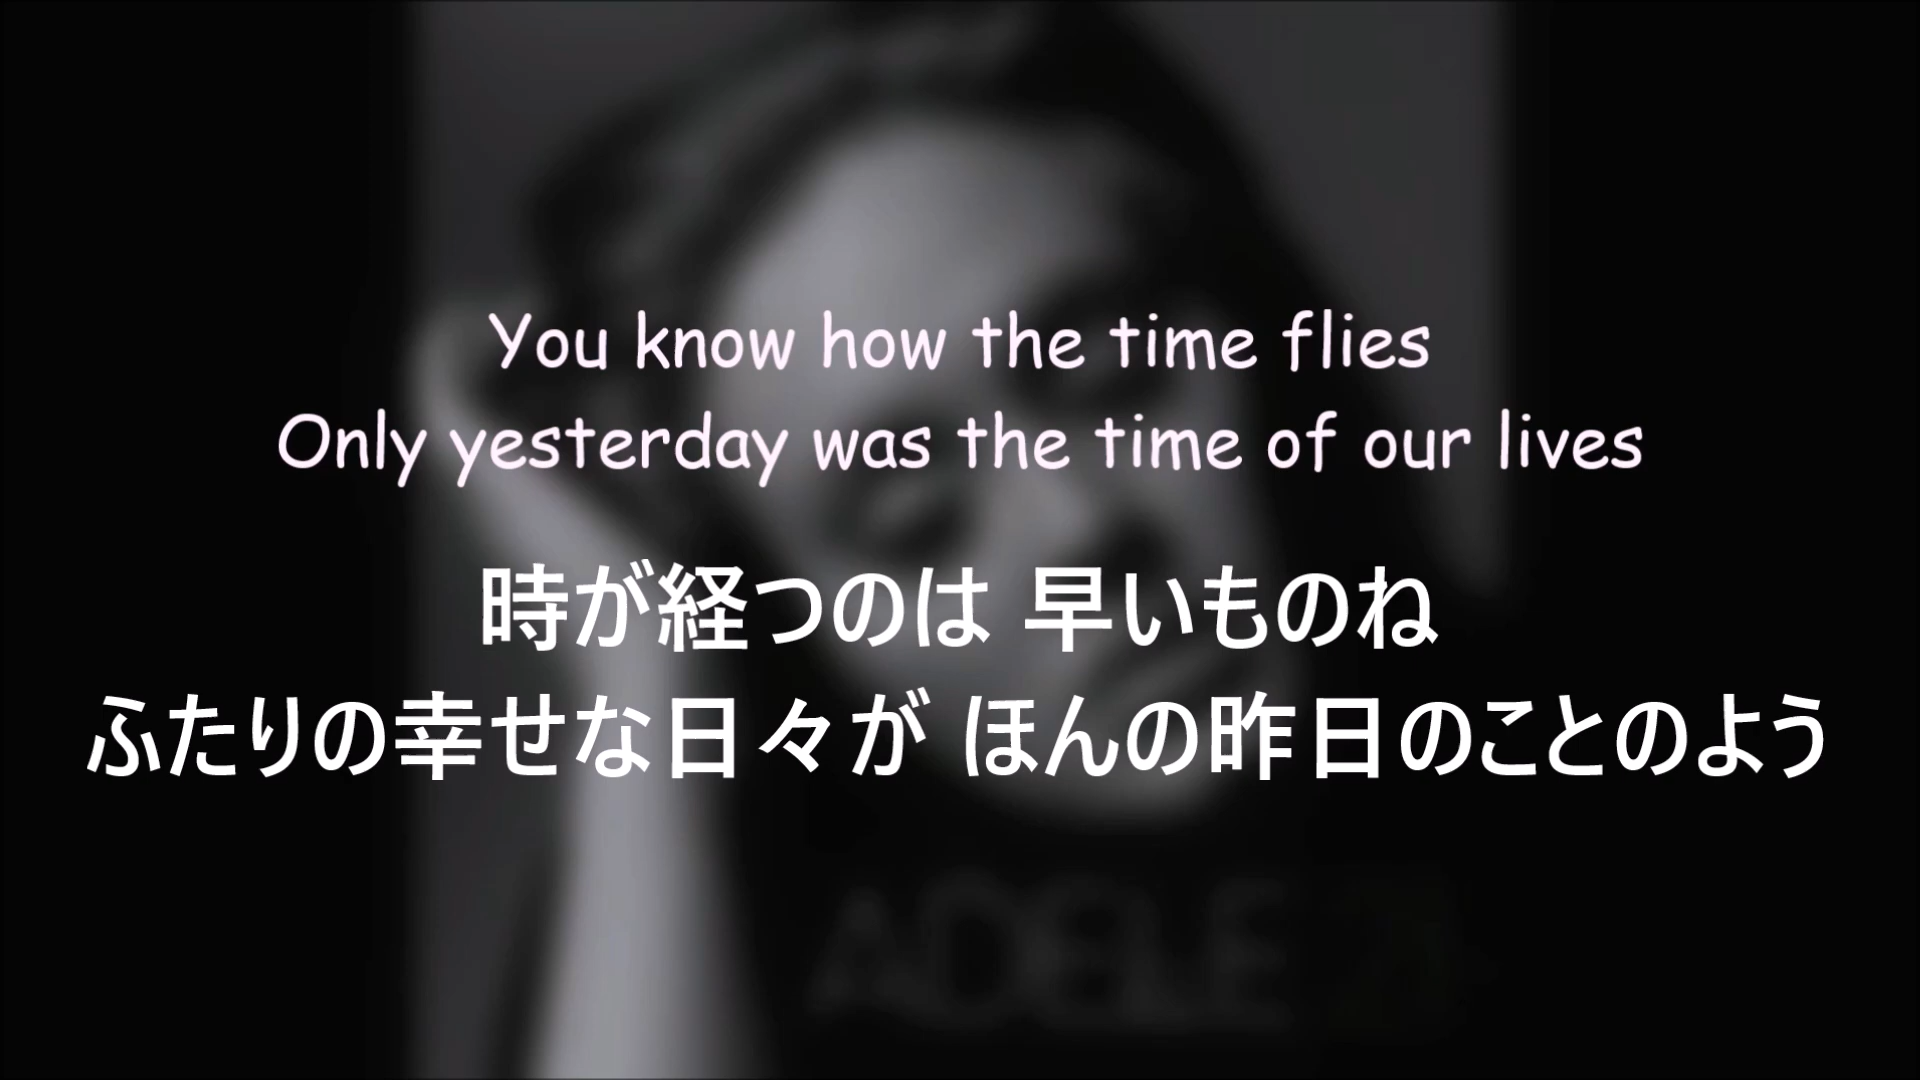 You know how the time flies
Only yesterday was the time of our lives
時が経つのは 早いものね
ふたりの幸せな日々が ほんの昨日のことのよう
ADELE